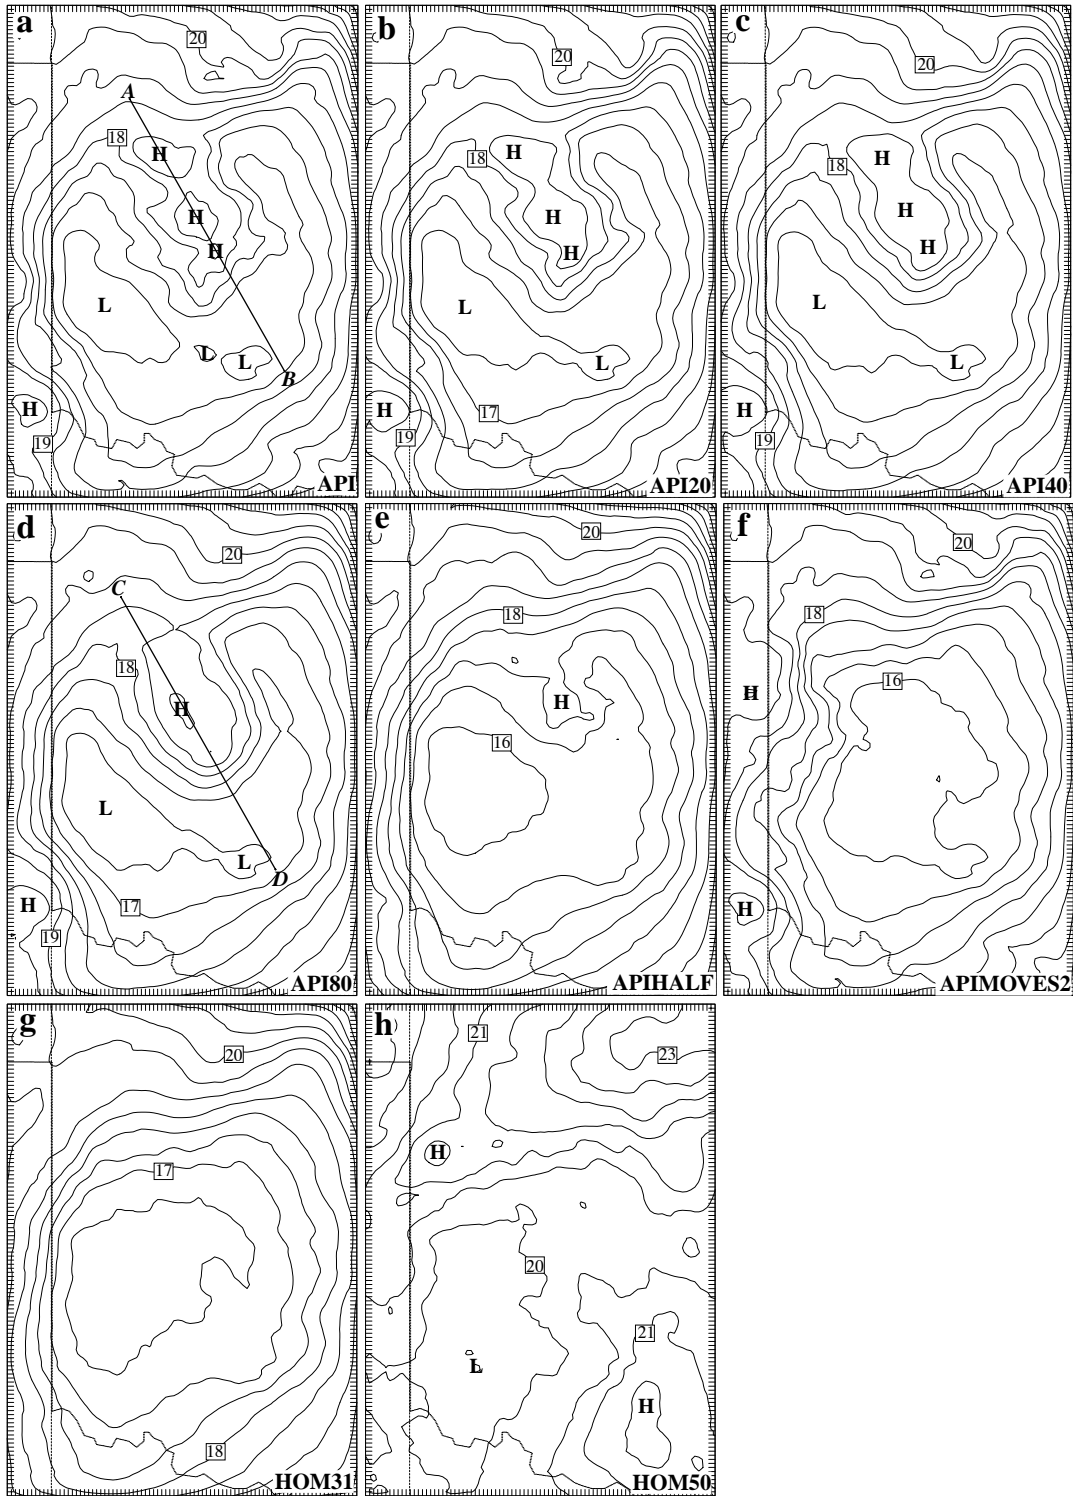 a
20
A
18
H
H
H
L
L
L
B
H
19
API
b
20
18
H
H
H
L
L
17
H
19
API20
c
20
18
H
H
H
L
L
H
19
API40
d
20
C
18
H
L
L
D
H
17
19
API80
e
20
18
H
16
APIHALF
f
20
18
H
16
H
APIMOVES2
g
20
17
18
HOM31
h
21
23
H
20
21
L
H
HOM50